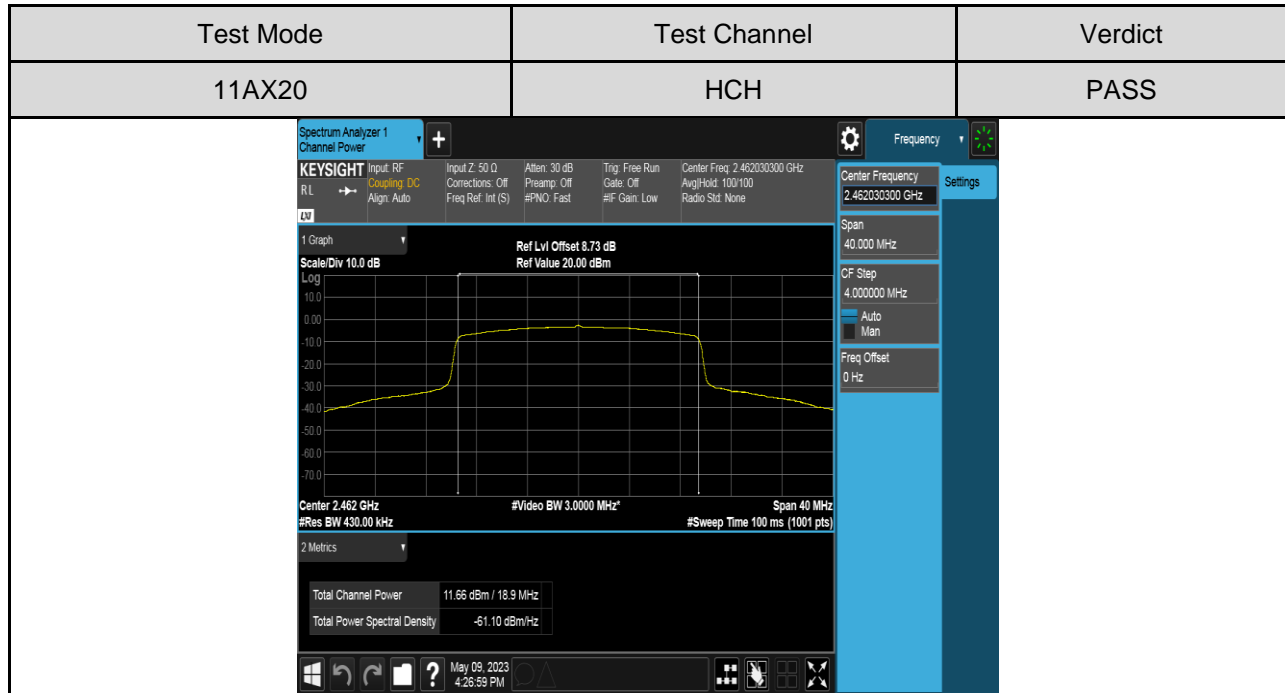 Test Mode Test Channel Verdict
11AX20 HCH PASS
Spectrum Analyzer 1
Channel Power
+
Frequency
KEYSIGHT Input: RF Input Z: 50 Ω Atten: 30 dB Trig: Free Run Center Freq: 2.462030300 GHz
RL Coupling: DC Corrections: Off Preamp: Off Gate: Off Avg|Hold: 100/100
Align: Auto Freq Ref: Int (S) #PNO: Fast #IF Gain: Low Radio Std: None
LXI
Center Frequency
2.462030300 GHz
Settings
Span
40.000 MHz
CF Step
4.000000 MHz
Auto
Man
Freq Offset
0 Hz
1 Graph
Ref Lvl Offset 8.73 dB
Scale/Div 10.0 dB Ref Value 20.00 dBm
Log
10.0
0.00
-10.0
-20.0
-30.0
-40.0
-50.0
-60.0
-70.0
Center 2.462 GHz #Video BW 3.0000 MHz* Span 40 MHz
#Res BW 430.00 kHz #Sweep Time 100 ms (1001 pts)
2 Metrics
Total Channel Power 11.66 dBm / 18.9 MHz
Total Power Spectral Density -61.10 dBm/Hz
? May 09, 2023
4:26:59 PM